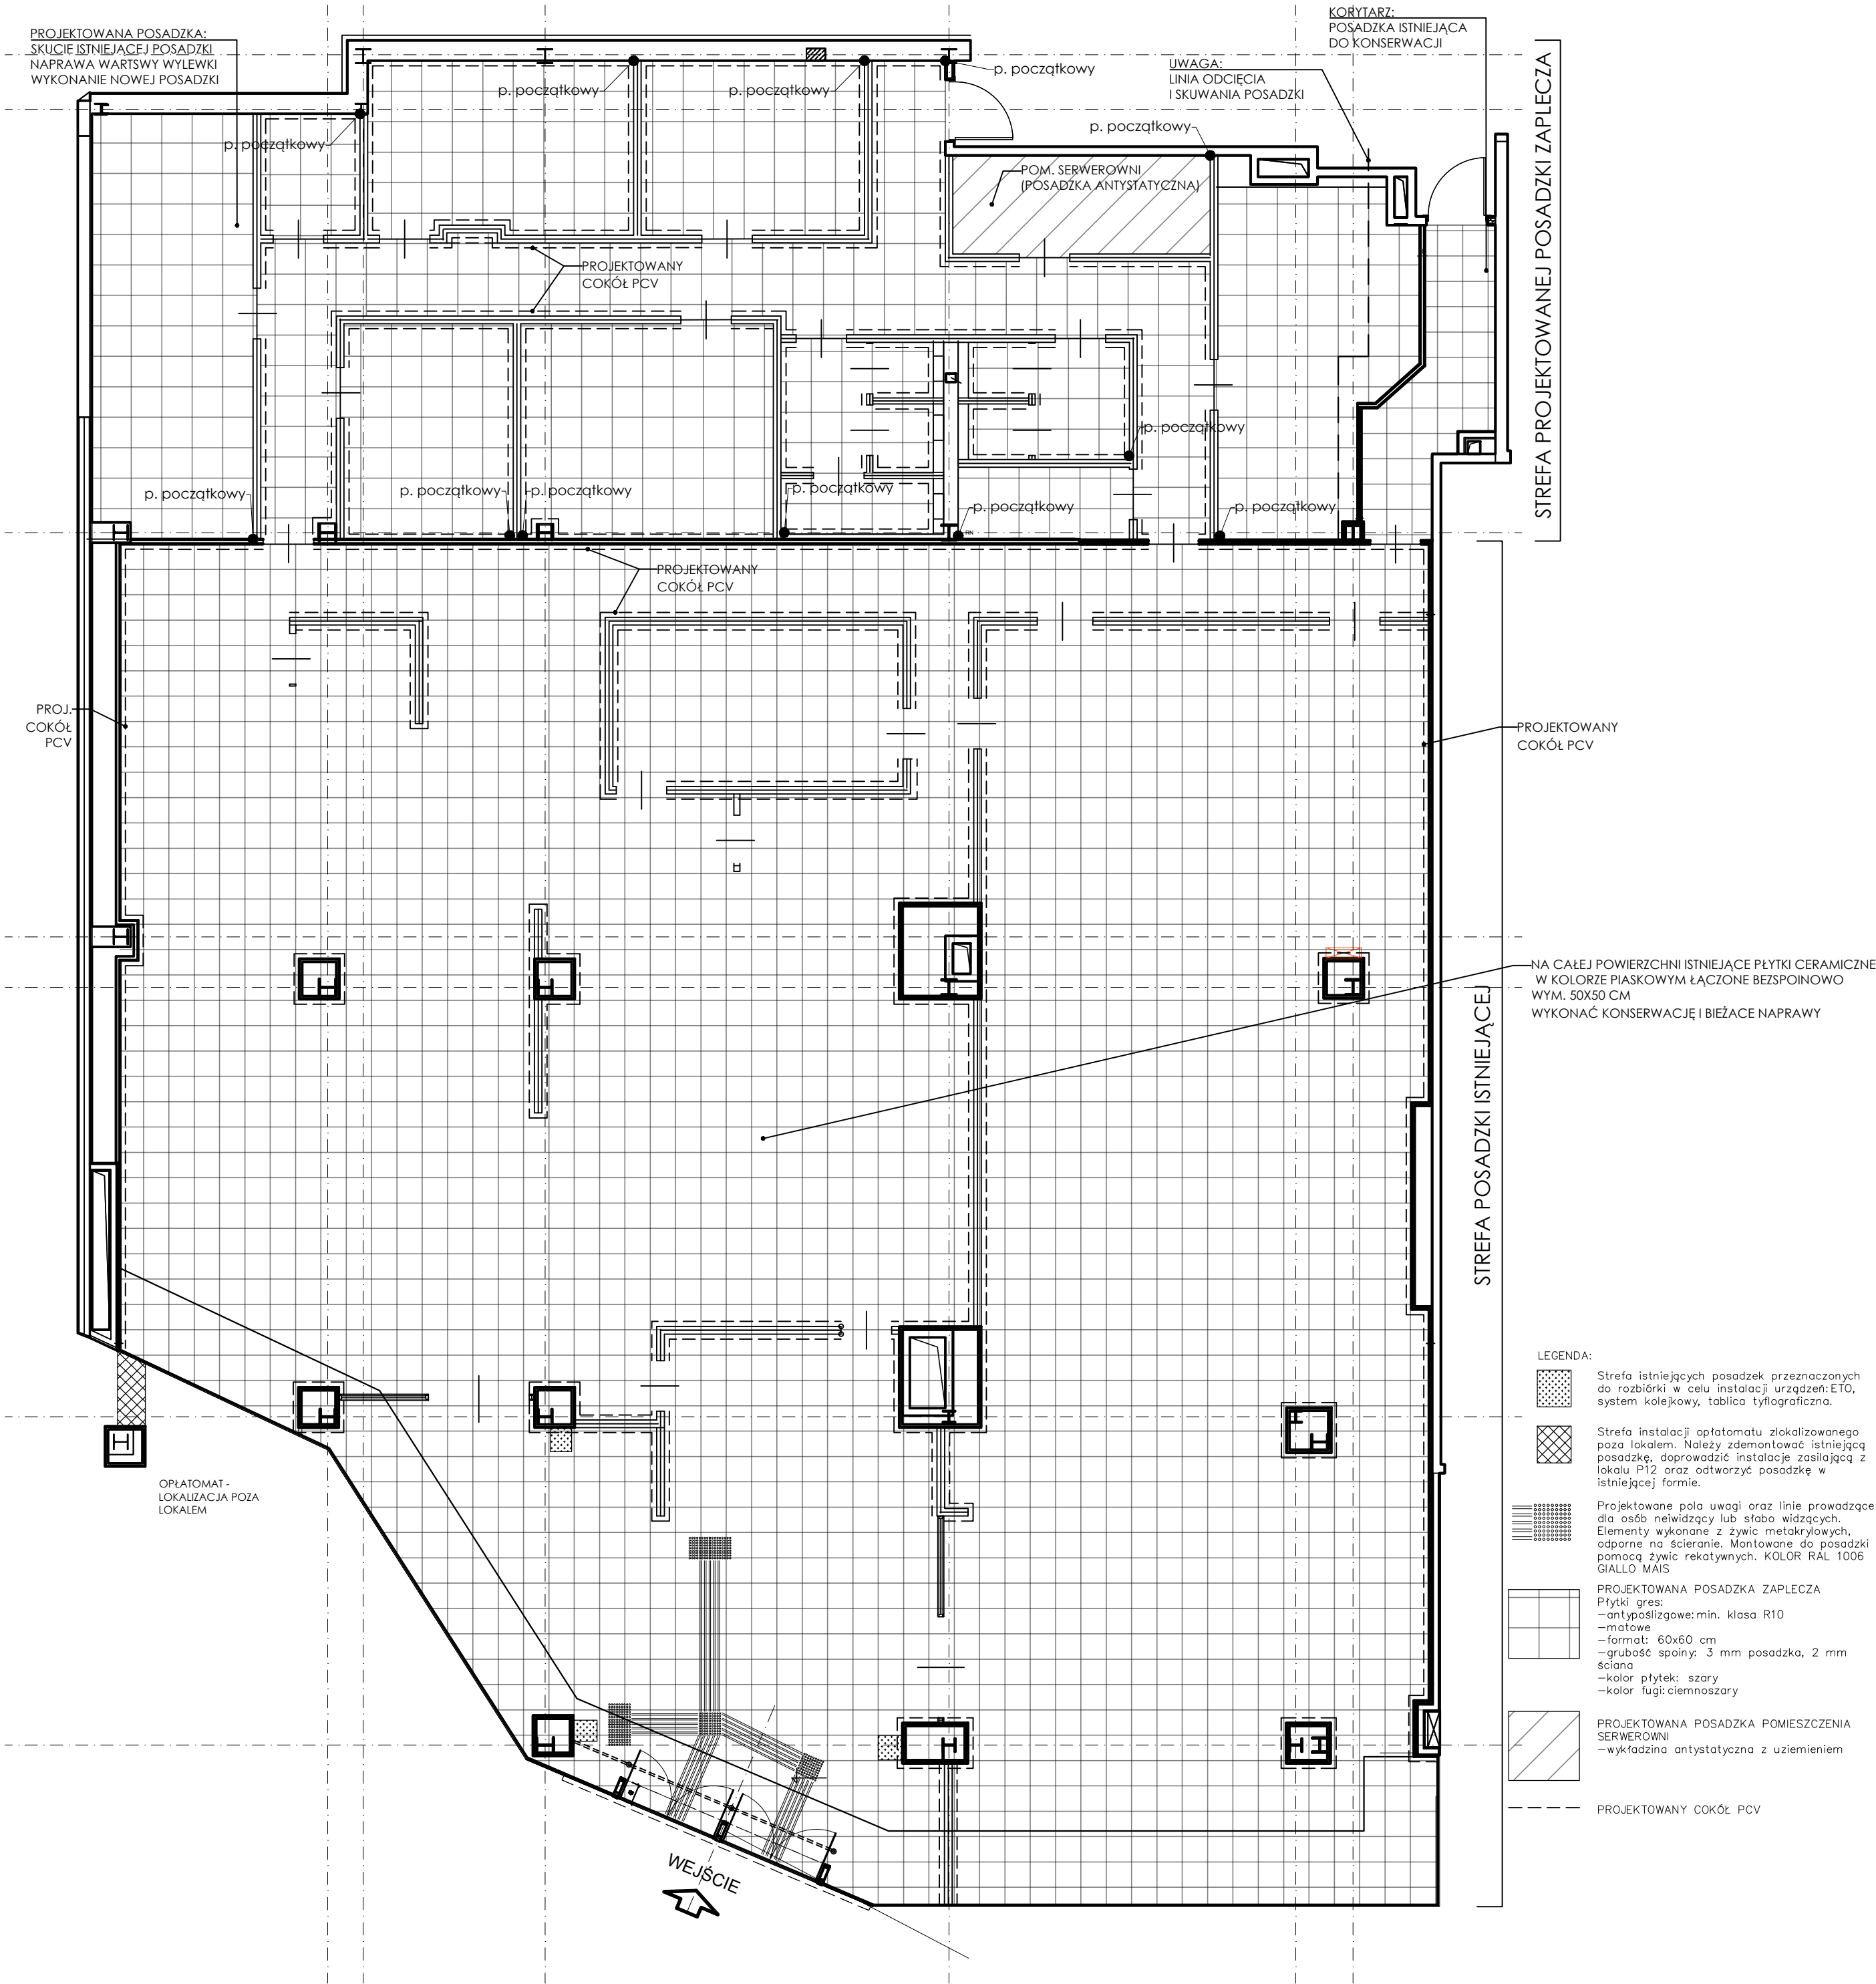 PROJEKTOWANA POSADZKA:
SKUCIE ISTNIEJĄCEJ POSADZKI
NAPRAWA WARTSWY WYLEWKI
WYKONANIE NOWEJ POSADZKI
KORYTARZ:
POSADZKA ISTNIEJĄCA
DO KONSERWACJI
UWAGA:
LINIA ODCIĘCIA
I SKUWANIA POSADZKI
p. początkowy
p. początkowy
p. początkowy
p. początkowy
p. początkowy
POM. SERWEROWNI
(POSADZKA ANTYSTATYCZNA)
STREFA PROJEKTOWANEJ POSADZKI ZAPLECZA
PROJEKTOWANY
COKÓŁ PCV
p. początkowy
p. początkowy
p. początkowy
p. początkowy
p. początkowy
p. początkowy
p. początkowy
PROJEKTOWANY
COKÓŁ PCV
PROJ.
COKÓŁ
PCV
PROJEKTOWANY
COKÓŁ PCV
NA CAŁEJ POWIERZCHNI ISTNIEJĄCE PŁYTKI CERAMICZNE
W KOLORZE PIASKOWYM ŁĄCZONE BEZSPOINOWO
WYM. 50X50 CM
WYKONAĆ KONSERWACJĘ I BIEŻACE NAPRAWY
STREFA POSADZKI ISTNIEJĄCEJ
OPŁATOMAT -
LOKALIZACJA POZA
LOKALEM
WEJŚCIE
LEGENDA:
Strefa istniejących posadzek przeznaczonych
do rozbiórki w celu instalacji urządzeń: ETO,
system kolejkowy, tablica tyflograficzna.
Strefa instalacji opłatomatu zlokalizowanego
poza lokalem. Należy zdemontować istniejącą
posadzkę, doprowadzić instalacje zasilającą z
lokalu P12 oraz odtworzyć posadzkę w
istniejącej formie.
Projektowane pola uwagi oraz linie prowadzące
dla osób neiwidzący lub słabo widzących.
Elementy wykonane z żywic metakrylowych,
odporne na ścieranie. Montowane do posadzki
pomocą żywic rekatywnych. KOLOR RAL 1006
GIALLO MAIS
PROJEKTOWANA POSADZKA ZAPLECZA
Płytki gres:
-antypoślizgowe: min. klasa R10
-matowe
-format: 60x60 cm
-grubość spoiny: 3 mm posadzka, 2 mm
ściana
-kolor płytek: szary
-kolor fugi: ciemnoszary
PROJEKTOWANA POSADZKA POMIESZCZENIA
SERWEROWNI
-wykładzina antystatyczna z uziemieniem
PROJEKTOWANY COKÓŁ PCV